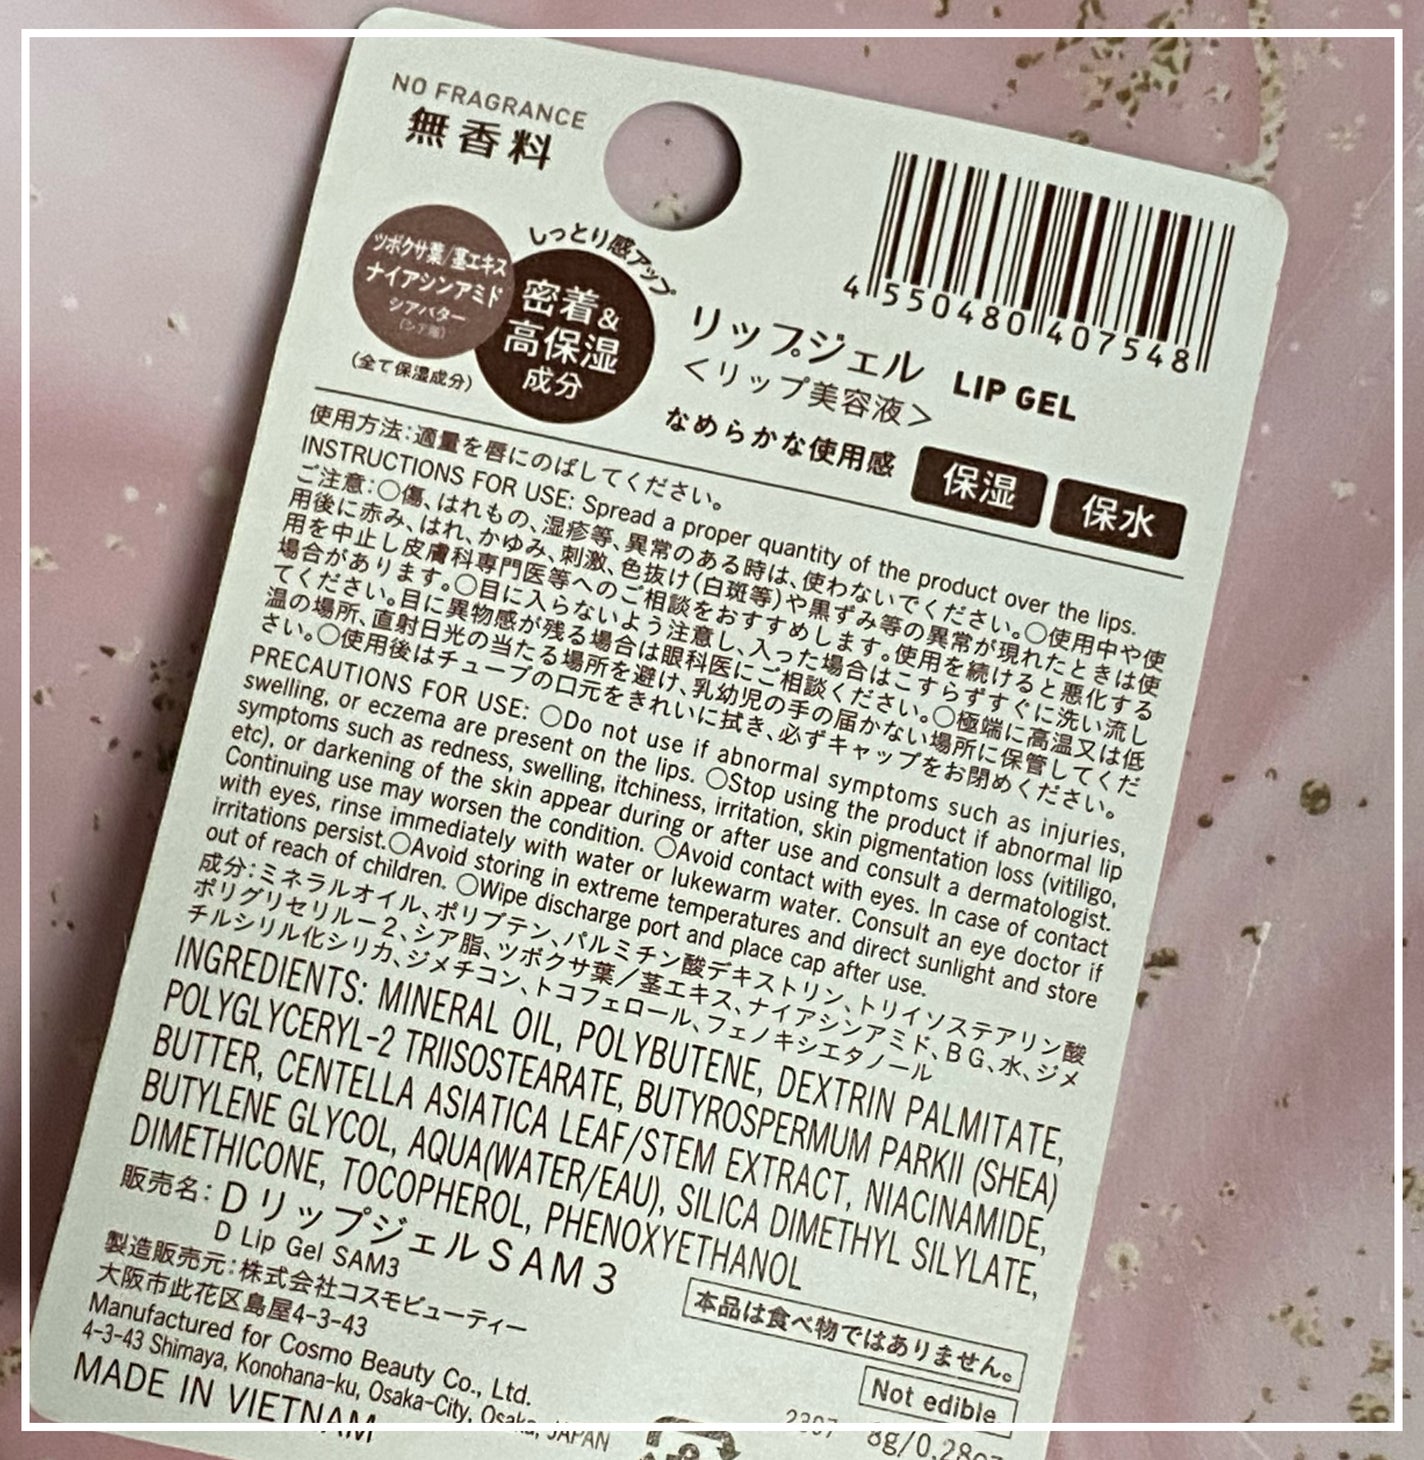 NO FRAGRANCE
無香料
ツボクサ葉/茎エキス
ナイアシンアミド
シアバター
(シア脂)
(全て保湿成分)
しっとり感アップ
密着&
高保湿
成分
4 550480 407548
リップジェル LIP GEL
<リップ美容液>
なめらかな使用感 保湿 保水
使用方法:適量を唇にのばしてください。
INSTRUCTIONS FOR USE: Spread a proper quantity of the product over the lips.
ご注意:○傷、はれもの、湿疹等、異常のある時は、使わないでください。○使用中や使
用後に赤み、はれ、かゆみ、刺激、色抜け(白斑等)や黒ずみ等の異常が現れたときは使
用を中止し皮膚科専門医等へのご相談をおすすめします。使用を続けると悪化する
場合があります。○目に入らないよう注意し、入った場合はこすらずすぐに洗い流し
てください。目に異物感が残る場合は眼科医にご相談ください。○極端に高温又は低
温の場所、直射日光の当たる場所を避け、乳幼児の手の届かない場所に保管してくだ
さい。○使用後はチューブの口元をきれいに拭き、必ずキャップをお閉めください。
PRECAUTIONS FOR USE: ○Do not use if abnormal symptoms such as injuries,
swelling, or eczema are present on the lips. ○Stop using the product if abnormal lip
symptoms such as redness, swelling, itchiness, irritation, skin pigmentation loss (vitiligo,
etc), or darkening of the skin appear during or after use and consult a dermatologist.
Continuing use may worsen the condition. ○Avoid contact with eyes. In case of contact
with eyes, rinse immediately with water or lukewarm water. Consult an eye doctor if
irritations persist.○Avoid storing in extreme temperatures and direct sunlight and store
out of reach of children. ○Wipe discharge port and place cap after use.
成分:ミネラルオイル、ポリブテン、パルミチン酸デキストリン、トリイソステアリン酸
ポリグリセリル-2、シア脂、ツボクサ葉/茎エキス、ナイアシンアミド、BG、水、ジメ
チルシリル化シリカ、ジメチコン、トコフェロール、フェノキシエタノール
INGREDIENTS: MINERAL OIL, POLYBUTENE, DEXTRIN PALMITATE,
POLYGLYCERYL-2 TRIISOSTEARATE, BUTYROSPERMUM PARKII (SHEA)
BUTTER, CENTELLA ASIATICA LEAF/STEM EXTRACT, NIACINAMIDE,
BUTYLENE GLYCOL, AQUA(WATER/EAU), SILICA DIMETHYL SILYLATE,
DIMETHICONE, TOCOPHEROL, PHENOXYETHANOL
販売名:DリップジェルSAM3
D Lip Gel SAM3
製造販売元:株式会社コスモビューティー
大阪市此花区島屋4-3-43
Manufactured for Cosmo Beauty Co., Ltd.
4-3-43 Shimaya, Konohana-ku, Osaka-City, Osaka, JAPAN
MADE IN VIETNAM
本品は食べ物ではありません。
Not edible.
2307 8g/0.28oz